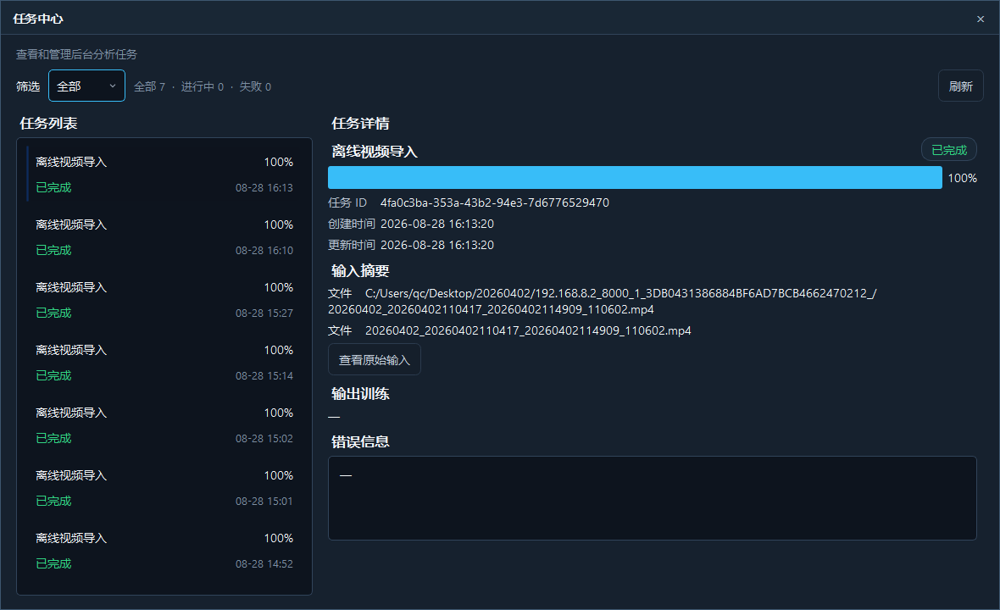 任务中心
×
查看和管理后台分析任务
筛选 全部 全部 7 · 进行中 0 · 失败 0 刷新
任务列表
离线视频导入 100%
已完成 08-28 16:13
离线视频导入 100%
已完成 08-28 16:10
离线视频导入 100%
已完成 08-28 15:27
离线视频导入 100%
已完成 08-28 15:14
离线视频导入 100%
已完成 08-28 15:02
离线视频导入 100%
已完成 08-28 15:01
离线视频导入 100%
已完成 08-28 14:52
任务详情
离线视频导入 已完成
100%
任务 ID 4fa0c3ba-353a-43b2-94e3-7d6776529470
创建时间 2026-08-28 16:13:20
更新时间 2026-08-28 16:13:20
输入摘要
文件 C:/Users/qc/Desktop/20260402/192.168.8.2_8000_1_3DB0431386884BF6AD7BCB4662470212_/
20260402_20260402110417_20260402114909_110602.mp4
文件 20260402_20260402110417_20260402114909_110602.mp4
查看原始输入
输出训练
—
错误信息
—